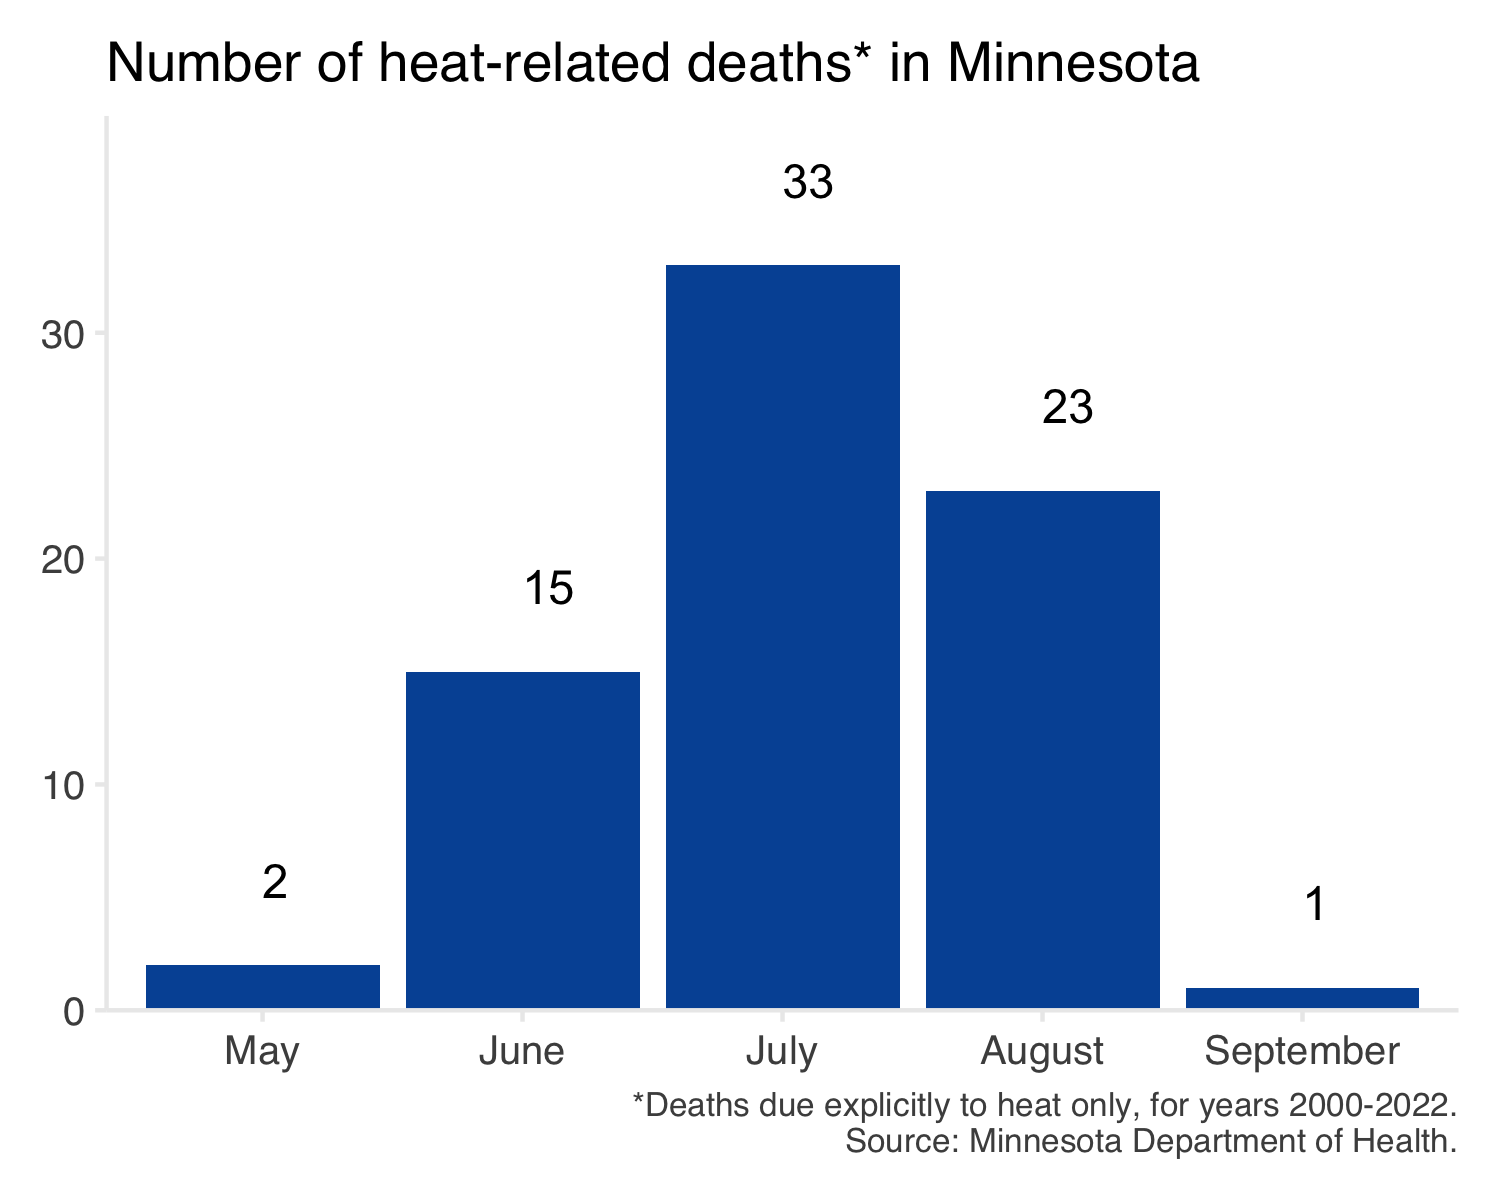 Number of heat-related deaths* in Minnesota
33
30
23
20
15
10
2
1
0
May June July August September
*Deaths due explicitly to heat only, for years 2000-2022.
Source: Minnesota Department of Health.